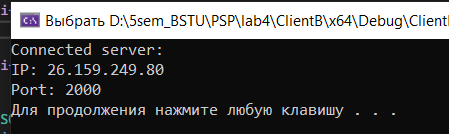 Выбрать D:\5sem_BSTU\PSP\lab4\ClientB\x64\Debug\Client
Connected server:
IP: 26.159.249.80
Port: 2000
Для продолжения нажмите любую клавишу . . .